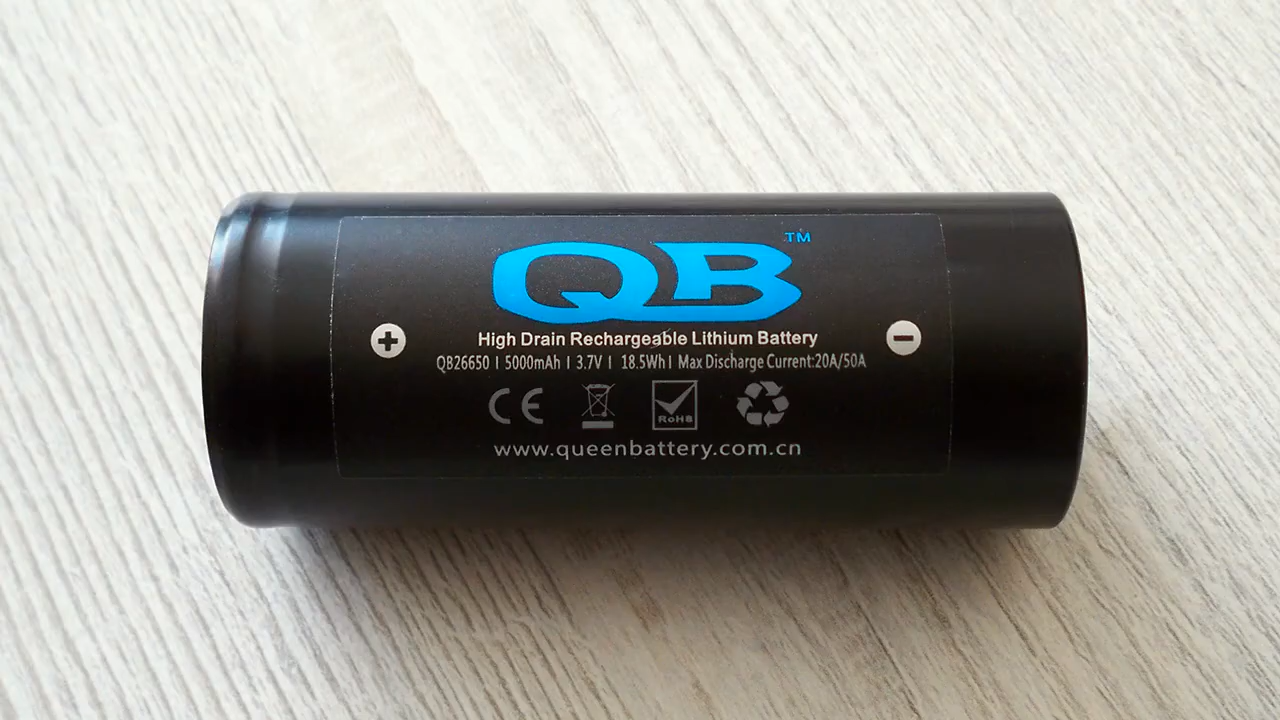 QB™
High Drain Rechargeable Lithium Battery
QB26650 | 5000mAh | 3.7V | 18.5Wh | Max Discharge Current:20A/50A
CE
RoHS
www.queenbattery.com.cn